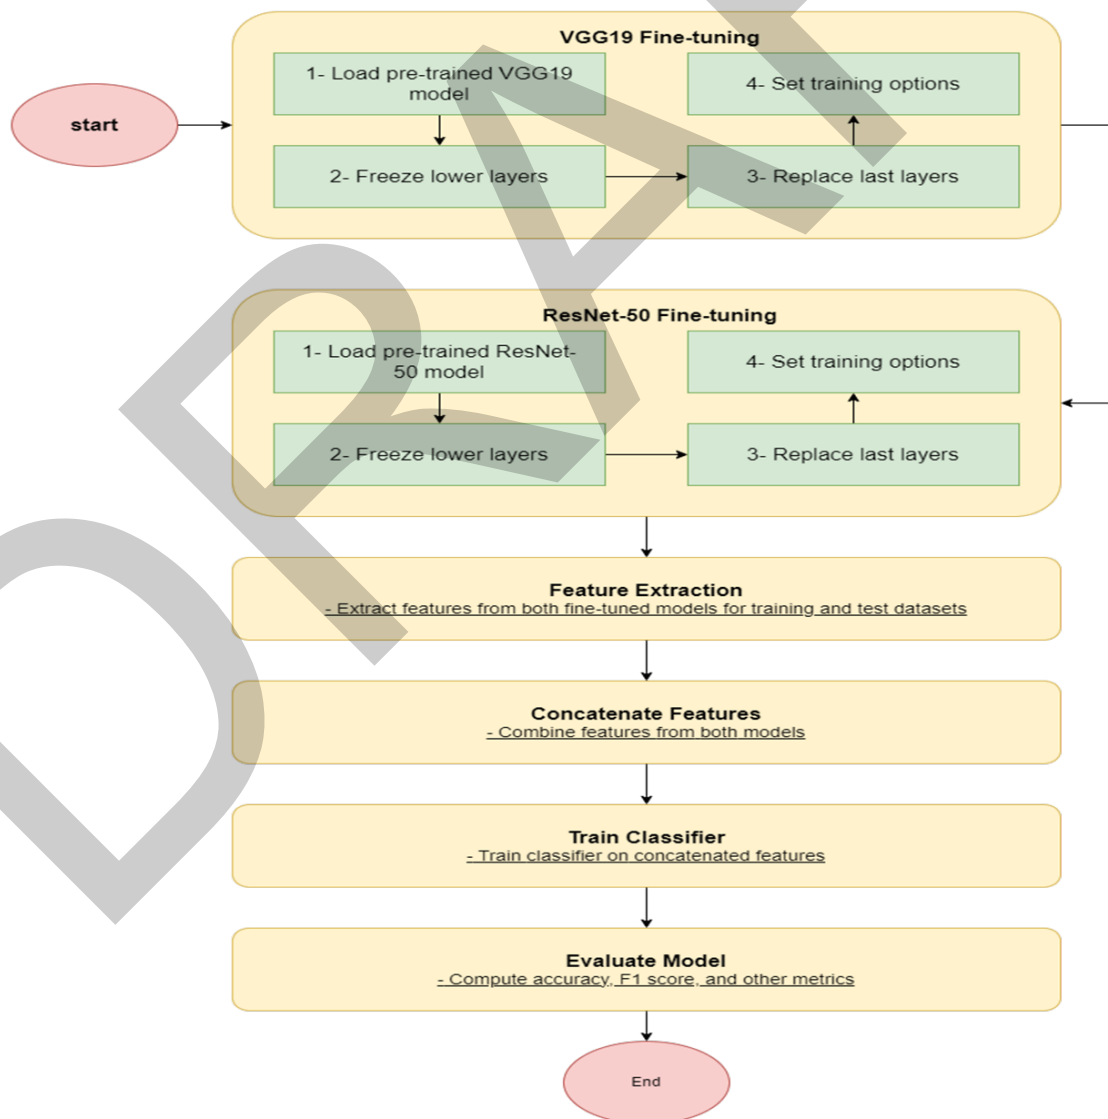 VGG19 Fine-tuning
1- Load pre-trained VGG19
model
4- Set training options
start
2- Freeze lower layers
3- Replace last layers
ResNet-50 Fine-tuning
1- Load pre-trained ResNet-
50 model
4- Set training options
2- Freeze lower layers
3- Replace last layers
Feature Extraction
- Extract features from both fine-tuned models for training and test datasets
Concatenate Features
- Combine features from both models
Train Classifier
- Train classifier on concatenated features
Evaluate Model
- Compute accuracy, F1 score, and other metrics
End